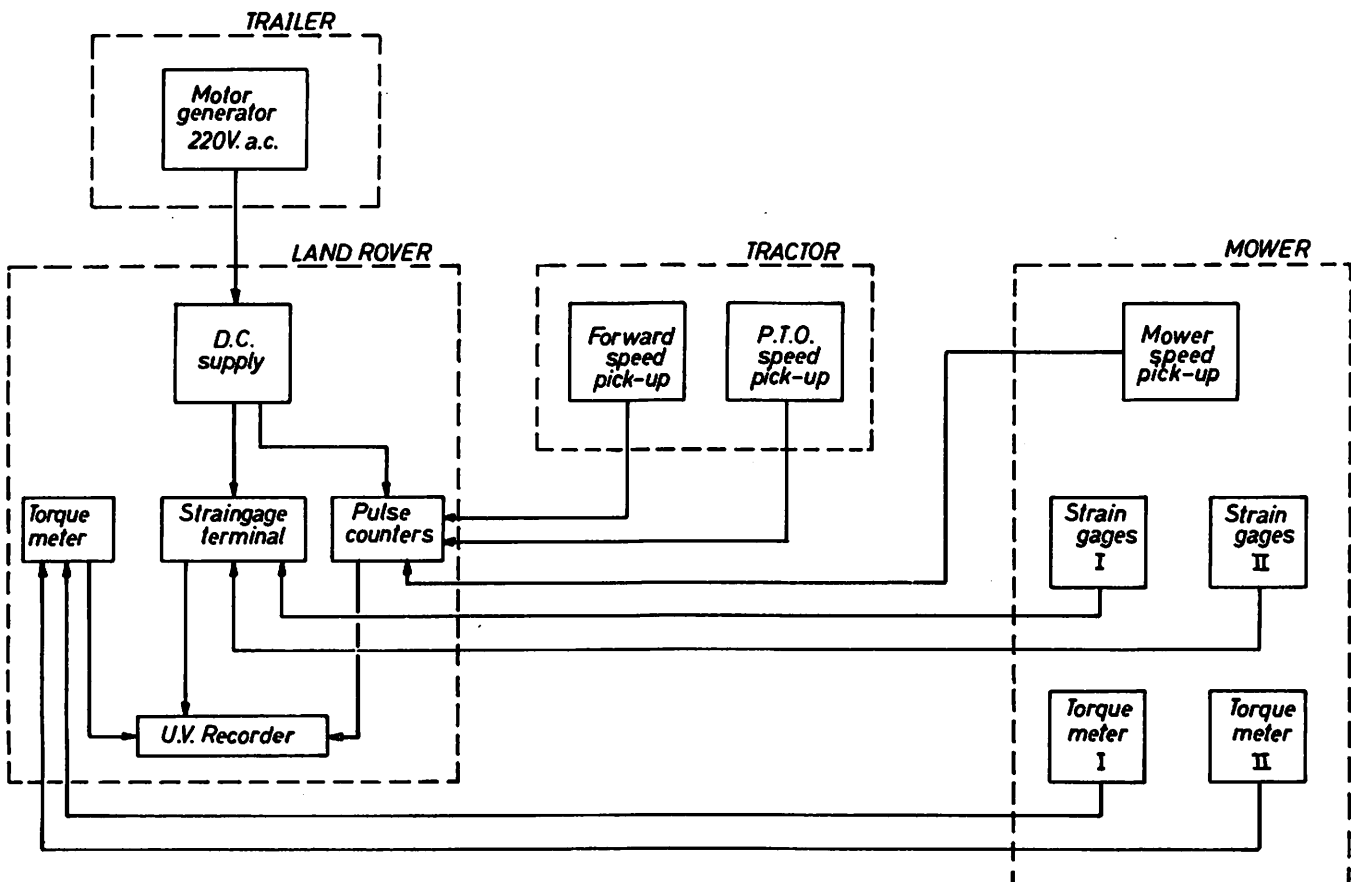 TRAILER
Motor
generator
220V. a.c.
LAND ROVER
TRACTOR
MOWER
D.C.
supply
Forward
speed
pick-up
P.T.O.
speed
pick-up
Mower
speed
pick-up
Torque
meter
Straingage
terminal
Pulse
counters
Strain
gages
I
Strain
gages
II
U.V. Recorder
Torque
meter
I
Torque
meter
II